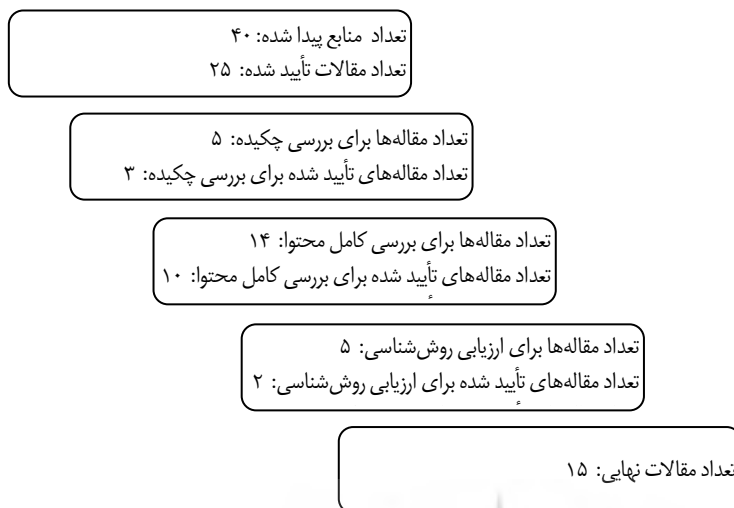 تعداد منابع پیدا شده: ۴۰
تعداد مقالات تأیید شده: ۲۵
تعداد مقاله‌ها برای بررسی چکیده: ۵
تعداد مقاله‌های تأیید شده برای بررسی چکیده: ۳
تعداد مقاله‌ها برای بررسی کامل محتوا: ۱۴
تعداد مقاله‌های تأیید شده برای بررسی کامل محتوا: ۱۰
تعداد مقاله‌ها برای ارزیابی روش‌شناسی: ۵
تعداد مقاله‌های تأیید شده برای ارزیابی روش‌شناسی: ۲
تعداد مقالات نهایی: ۱۵